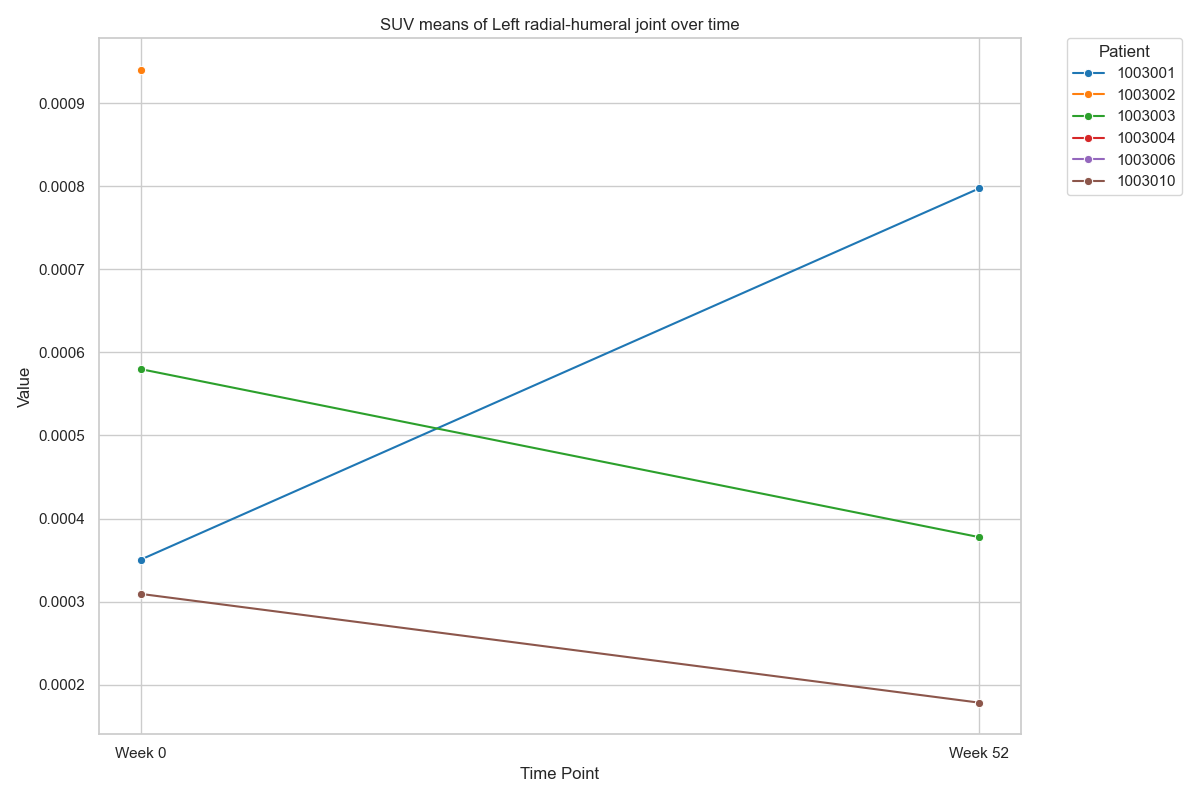 SUV means of Left radial-humeral joint over time
Patient
1003001
1003002
1003003
1003004
1003006
1003010
0.0009
0.0008
0.0007
0.0006
0.0005
0.0004
0.0003
0.0002
Value
Week 0
Week 52
Time Point